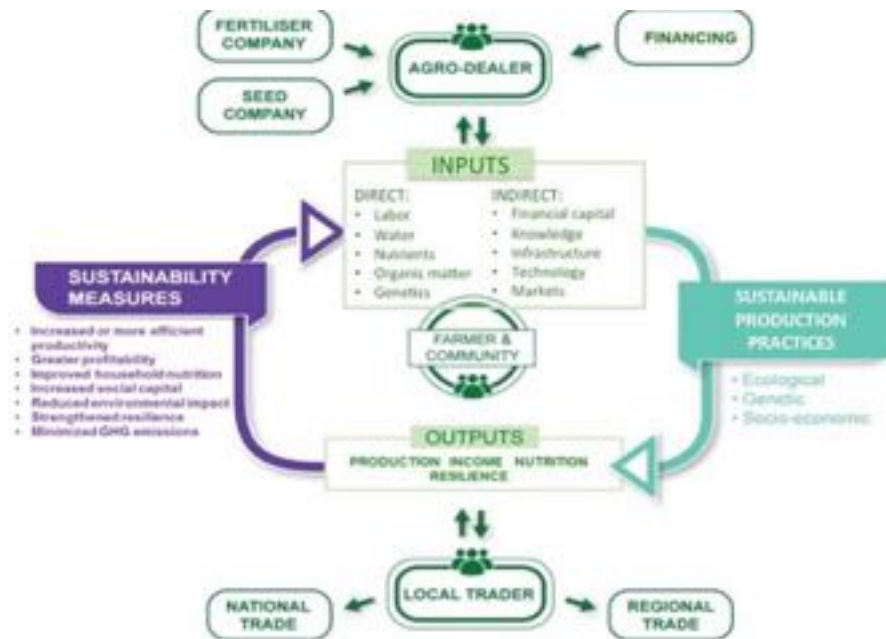 FERTILISER
COMPANY
AGRO-DEALER
FINANCING
SEED
COMPANY
INPUTS
DIRECT:
• Labor
• Water
• Nutrients
• Organic matter
• Genetics
INDIRECT:
• Financial capital
• Knowledge
• Infrastructure
• Technology
• Markets
SUSTAINABILITY
MEASURES
• Increased or more efficient
productivity
• Greater profitability
• Improved household nutrition
• Increased social capital
• Reduced environmental impact
• Strengthened resilience
• Minimized GHG emissions
FARMER &
COMMUNITY
SUSTAINABLE
PRODUCTION
PRACTICES
• Ecological
• Genetic
• Socio-economic
OUTPUTS
PRODUCTION INCOME NUTRITION
RESILIENCE
LOCAL TRADER
NATIONAL
TRADE
REGIONAL
TRADE